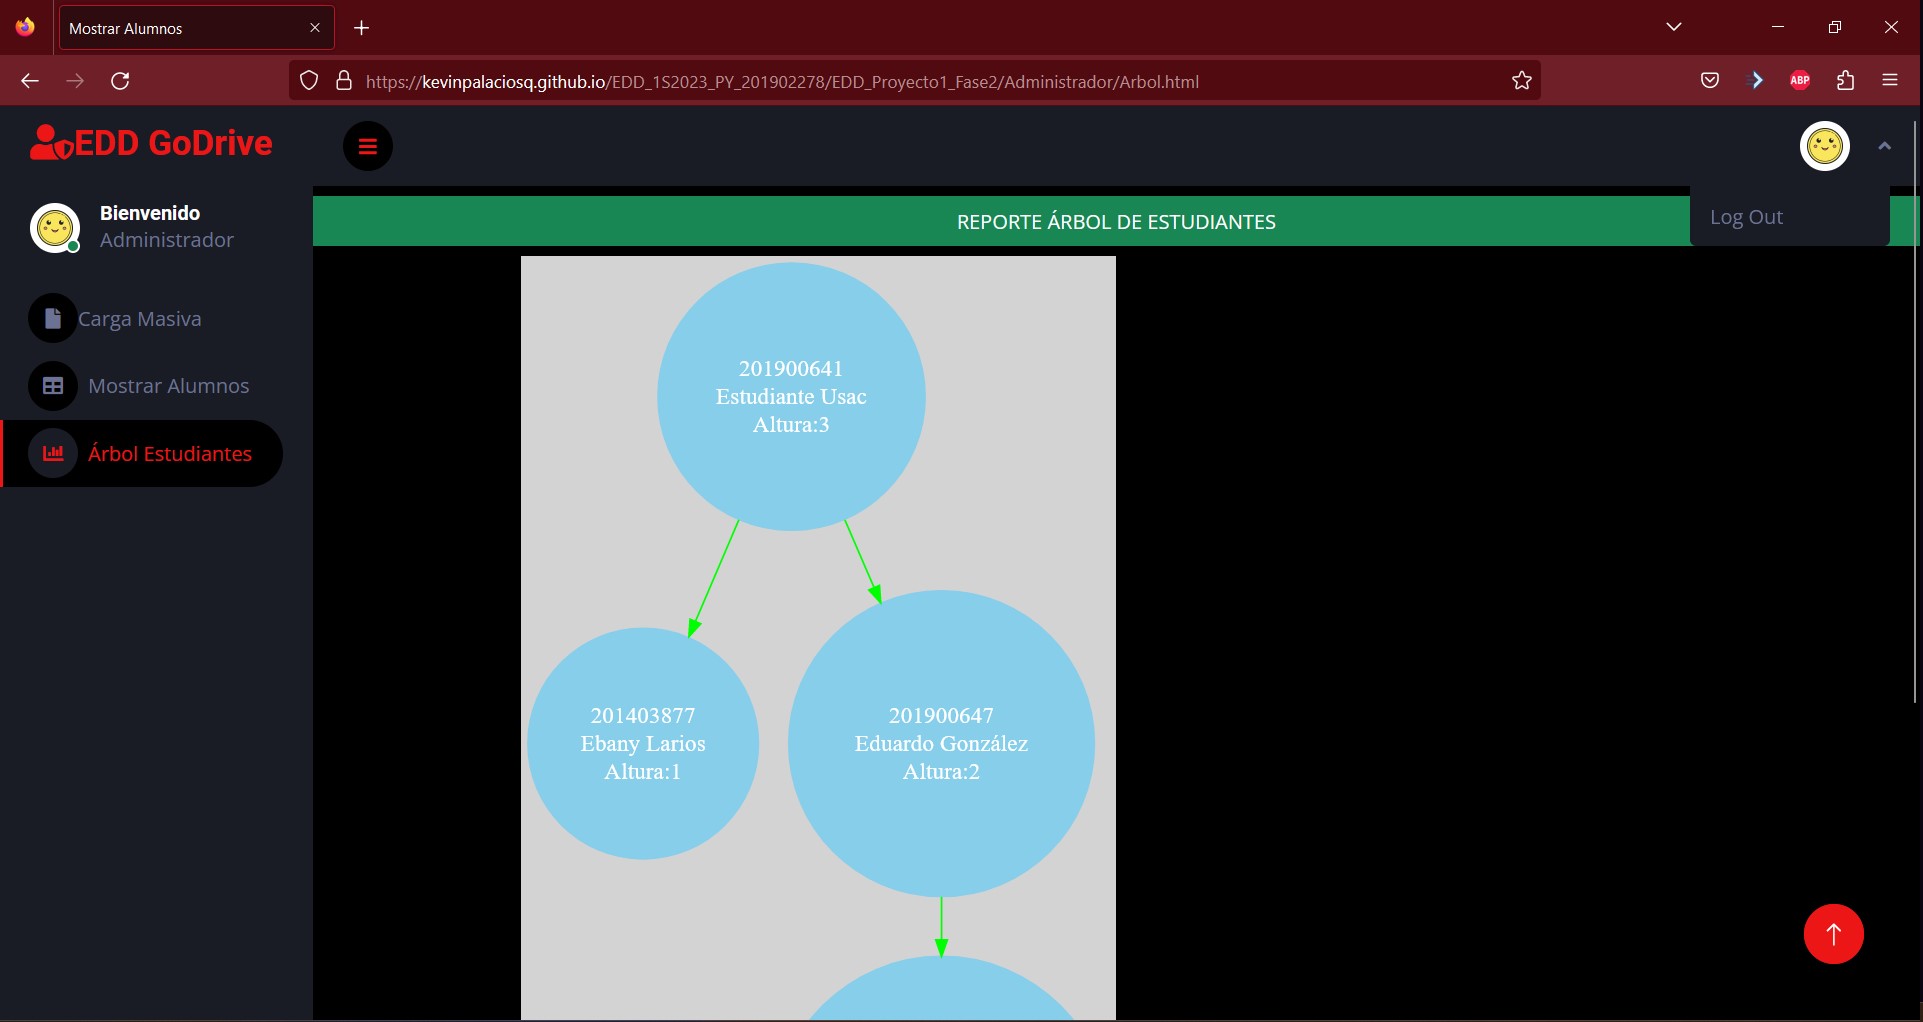 Mostrar Alumnos
https://kevinpalaciosq.github.io/EDD_1S2023_PY_201902278/EDD_Proyecto1_Fase2/Administrador/Arbol.html
ABP
EDD GoDrive
Bienvenido
Administrador
Carga Masiva
Mostrar Alumnos
Árbol Estudiantes
Log Out
REPORTE ÁRBOL DE ESTUDIANTES
201900641
Estudiante Usac
Altura:3
201403877
Ebany Larios
Altura:1
201900647
Eduardo González
Altura:2